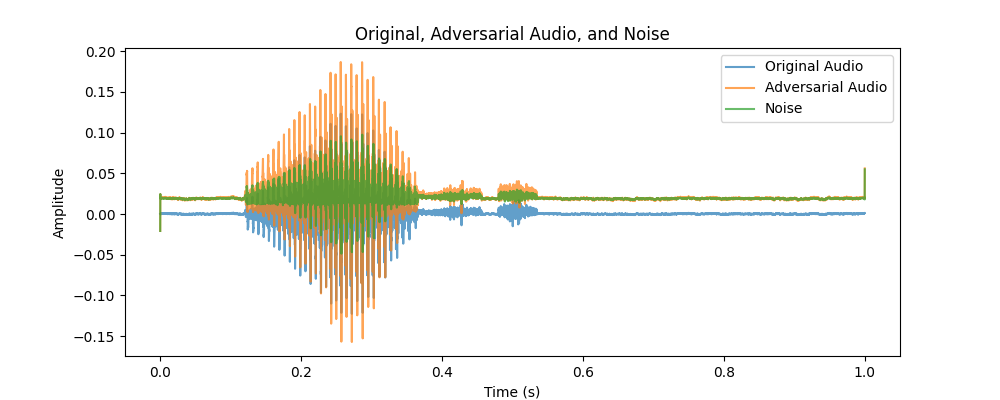 Original, Adversarial Audio, and Noise
Original Audio
Adversarial Audio
Noise
Amplitude
0.20
0.15
0.10
0.05
0.00
−0.05
−0.10
−0.15
0.0 0.2 0.4 0.6 0.8 1.0
Time (s)